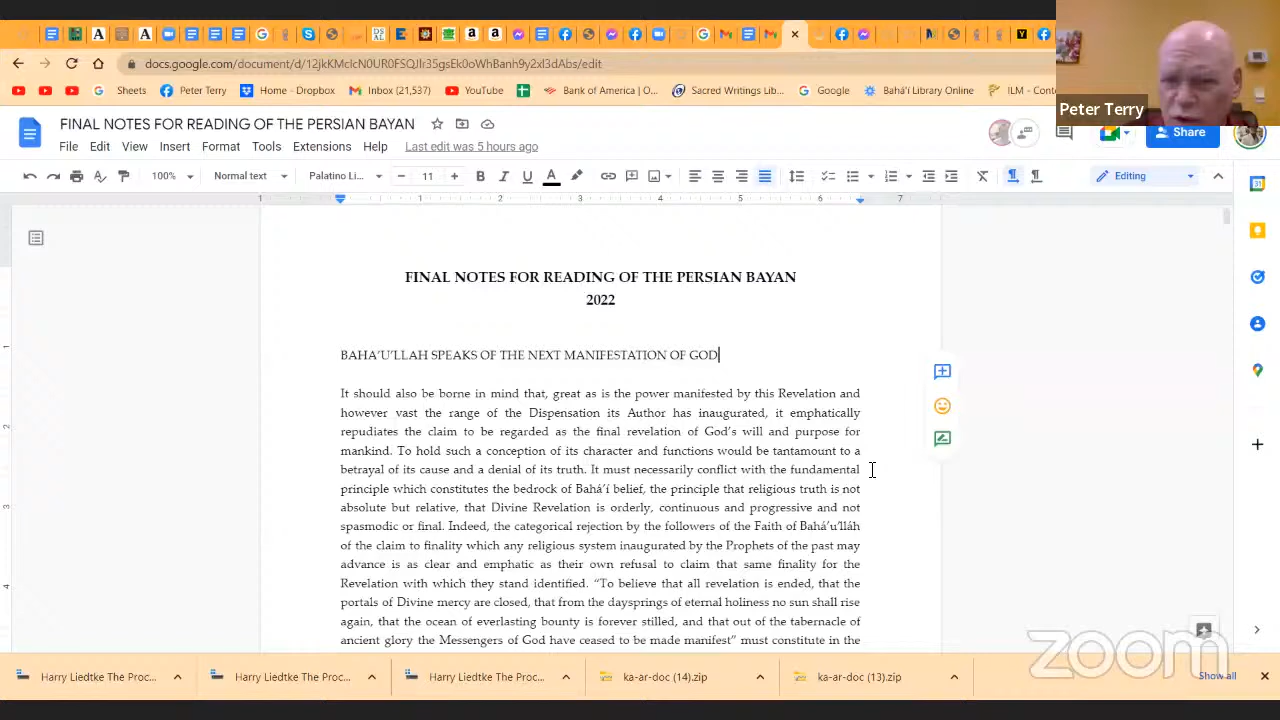 docs.google.com/document/d/12jkKMclcN0UR0FSQJlr35gsEk0oWhBanh9y2xl3dAbs/edit
G Sheets Peter Terry Home - Dropbox Inbox (21,537) YouTube Bank of America | O... Sacred Writings Lib... Google Bahá'í Library Online ILM - Content
Peter Terry
FINAL NOTES FOR READING OF THE PERSIAN BAYAN
File Edit View Insert Format Tools Extensions Help Last edit was 5 hours ago
Share
100% Normal text Palatino Li... 11 Editing
FINAL NOTES FOR READING OF THE PERSIAN BAYAN
2022
BAHA’U’LLAH SPEAKS OF THE NEXT MANIFESTATION OF GOD
It should also be borne in mind that, great as is the power manifested by this Revelation and
however vast the range of the Dispensation its Author has inaugurated, it emphatically
repudiates the claim to be regarded as the final revelation of God’s will and purpose for
mankind. To hold such a conception of its character and functions would be tantamount to a
betrayal of its cause and a denial of its truth. It must necessarily conflict with the fundamental
principle which constitutes the bedrock of Bahá’í belief, the principle that religious truth is not
absolute but relative, that Divine Revelation is orderly, continuous and progressive and not
spasmodic or final. Indeed, the categorical rejection by the followers of the Faith of Bahá’u’lláh
of the claim to finality which any religious system inaugurated by the Prophets of the past may
advance is as clear and emphatic as their own refusal to claim that same finality for the
Revelation with which they stand identified. “To believe that all revelation is ended, that the
portals of Divine mercy are closed, that from the daysprings of eternal holiness no sun shall rise
again, that the ocean of everlasting bounty is forever stilled, and that out of the tabernacle of
ancient glory the Messengers of God have ceased to be made manifest” must constitute in the
zoom
Harry Liedtke The Proc... Harry Liedtke The Proc... Harry Liedtke The Proc... ka-ar-doc (14).zip ka-ar-doc (13).zip Show all